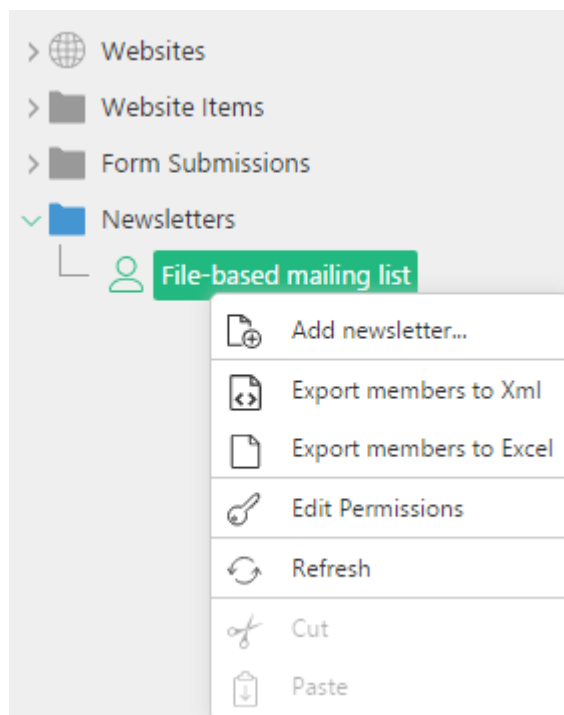 Websites
Website Items
Form Submissions
Newsletters
File-based mailing list
Add newsletter...
Export members to Xml
Export members to Excel
Edit Permissions
Refresh
Cut
Paste